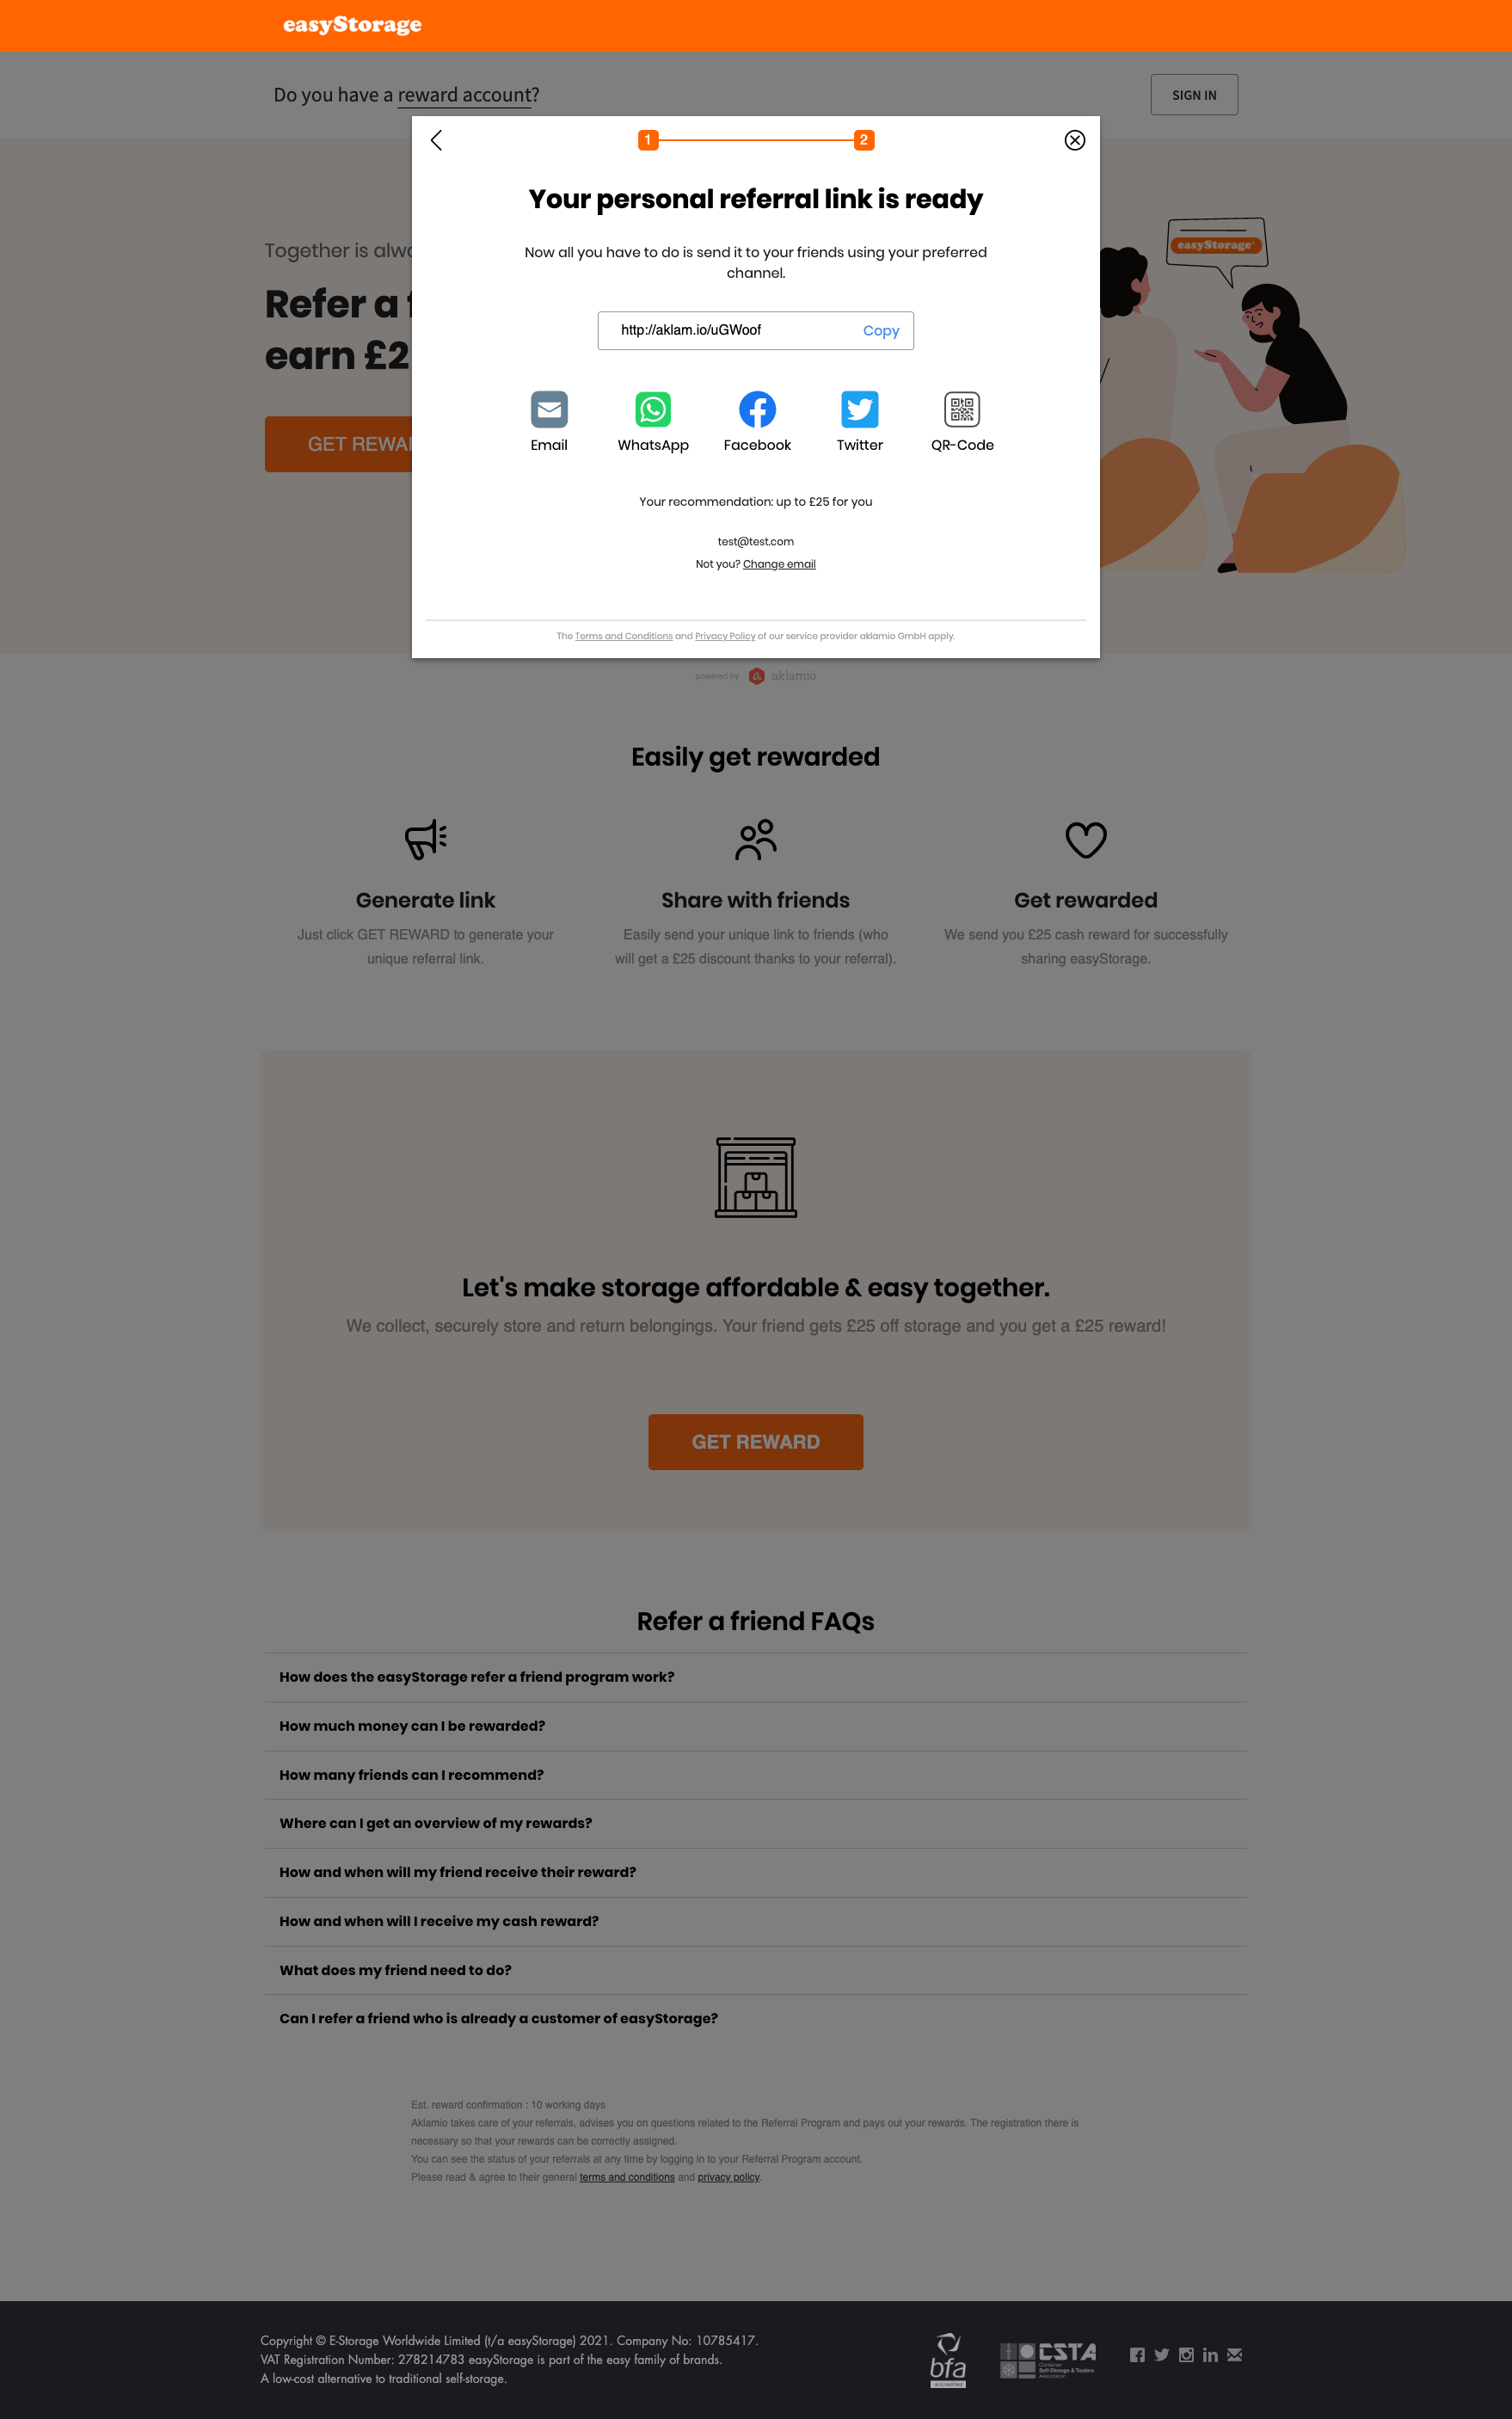 easyStorage
Do you have a reward account?
SIGN IN
1
2
Your personal referral link is ready
Now all you have to do is send it to your friends using your preferred
channel.
http://aklam.io/uGWoof
Copy
Email
WhatsApp
Facebook
Twitter
QR-Code
Your recommendation: up to £25 for you
test@test.com
Not you? Change email
The Terms and Conditions and Privacy Policy of our service provider aklamio GmbH apply.
Together is alw
Refer a
earn £2
GET REWA
easyStorage
powered by aklamio
Easily get rewarded
Generate link
Just click GET REWARD to generate your
unique referral link.
Share with friends
Easily send your unique link to friends (who
will get a £25 discount thanks to your referral).
Get rewarded
We send you £25 cash reward for successfully
sharing easyStorage.
Let's make storage affordable & easy together.
We collect, securely store and return belongings. Your friend gets £25 off storage and you get a £25 reward!
GET REWARD
Refer a friend FAQs
How does the easyStorage refer a friend program work?
How much money can I be rewarded?
How many friends can I recommend?
Where can I get an overview of my rewards?
How and when will my friend receive their reward?
How and when will I receive my cash reward?
What does my friend need to do?
Can I refer a friend who is already a customer of easyStorage?
Est. reward confirmation : 10 working days
Aklamio takes care of your referrals, advises you on questions related to the Referral Program and pays out your rewards. The registration there is
necessary so that your rewards can be correctly assigned.
You can see the status of your referrals at any time by logging in to your Referral Program account.
Please read & agree to their general terms and conditions and privacy policy.
Copyright © E-Storage Worldwide Limited (t/a easyStorage) 2021. Company No: 10785417.
VAT Registration Number: 278214783 easyStorage is part of the easy family of brands.
A low-cost alternative to traditional self-storage.
bfa
accredited
CSTA
Container
Self-Storage & Traders
Association